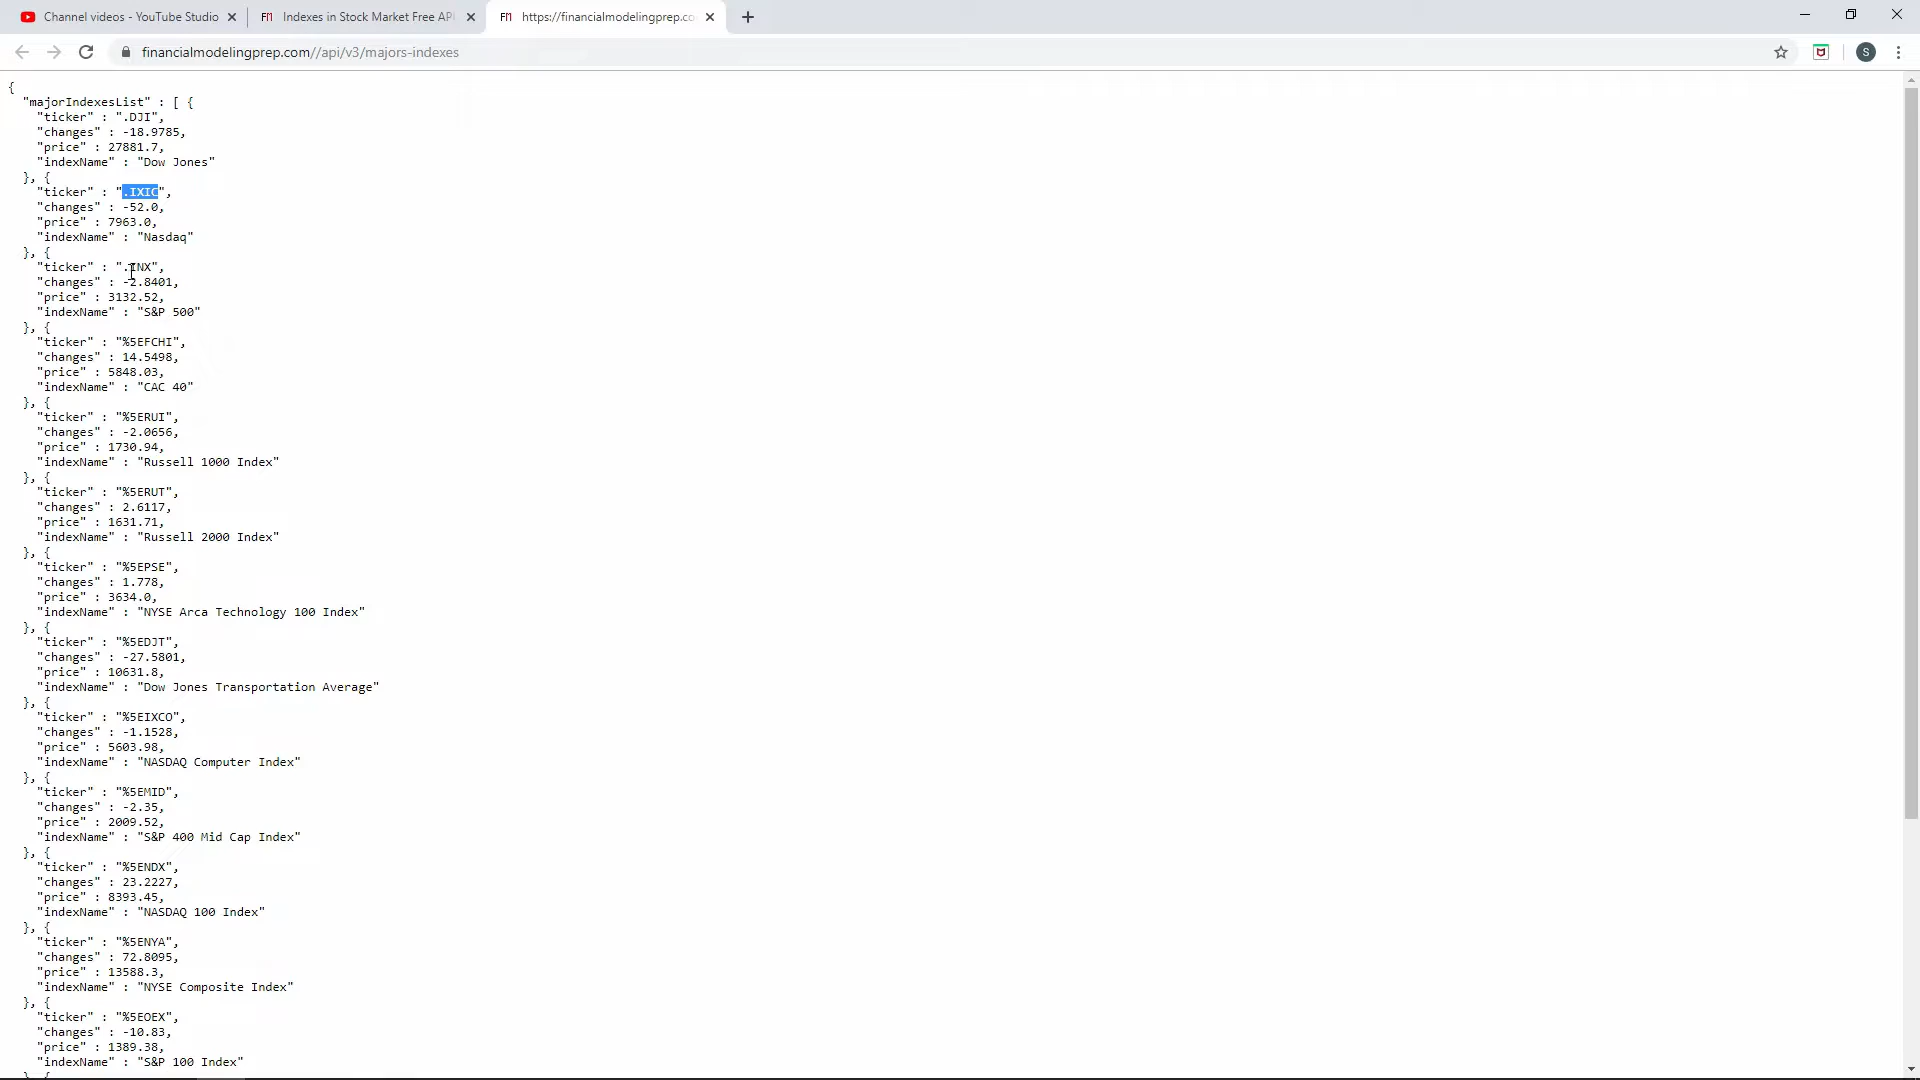 Channel videos - YouTube Studio
Indexes in Stock Market Free API
https://financialmodelingprep.co
financialmodelingprep.com//api/v3/majors-indexes
S
{
"majorIndexesList" : [ {
"ticker" : ".DJI",
"changes" : -18.9785,
"price" : 27881.7,
"indexName" : "Dow Jones"
}, {
"ticker" : ".IXIC",
"changes" : -52.0,
"price" : 7963.0,
"indexName" : "Nasdaq"
}, {
"ticker" : ".INX",
"changes" : -2.8401,
"price" : 3132.52,
"indexName" : "S&P 500"
}, {
"ticker" : "%5EFCHI",
"changes" : 14.5498,
"price" : 5848.03,
"indexName" : "CAC 40"
}, {
"ticker" : "%5ERUI",
"changes" : -2.0656,
"price" : 1730.94,
"indexName" : "Russell 1000 Index"
}, {
"ticker" : "%5ERUT",
"changes" : 2.6117,
"price" : 1631.71,
"indexName" : "Russell 2000 Index"
}, {
"ticker" : "%5EPSE",
"changes" : 1.778,
"price" : 3634.0,
"indexName" : "NYSE Arca Technology 100 Index"
}, {
"ticker" : "%5EDJT",
"changes" : -27.5801,
"price" : 10631.8,
"indexName" : "Dow Jones Transportation Average"
}, {
"ticker" : "%5EIXCO",
"changes" : -1.1528,
"price" : 5603.98,
"indexName" : "NASDAQ Computer Index"
}, {
"ticker" : "%5EMID",
"changes" : -2.35,
"price" : 2009.52,
"indexName" : "S&P 400 Mid Cap Index"
}, {
"ticker" : "%5ENDX",
"changes" : 23.2227,
"price" : 8393.45,
"indexName" : "NASDAQ 100 Index"
}, {
"ticker" : "%5ENYA",
"changes" : 72.8095,
"price" : 13588.3,
"indexName" : "NYSE Composite Index"
}, {
"ticker" : "%5EOEX",
"changes" : -10.83,
"price" : 1389.38,
"indexName" : "S&P 100 Index"
}, {